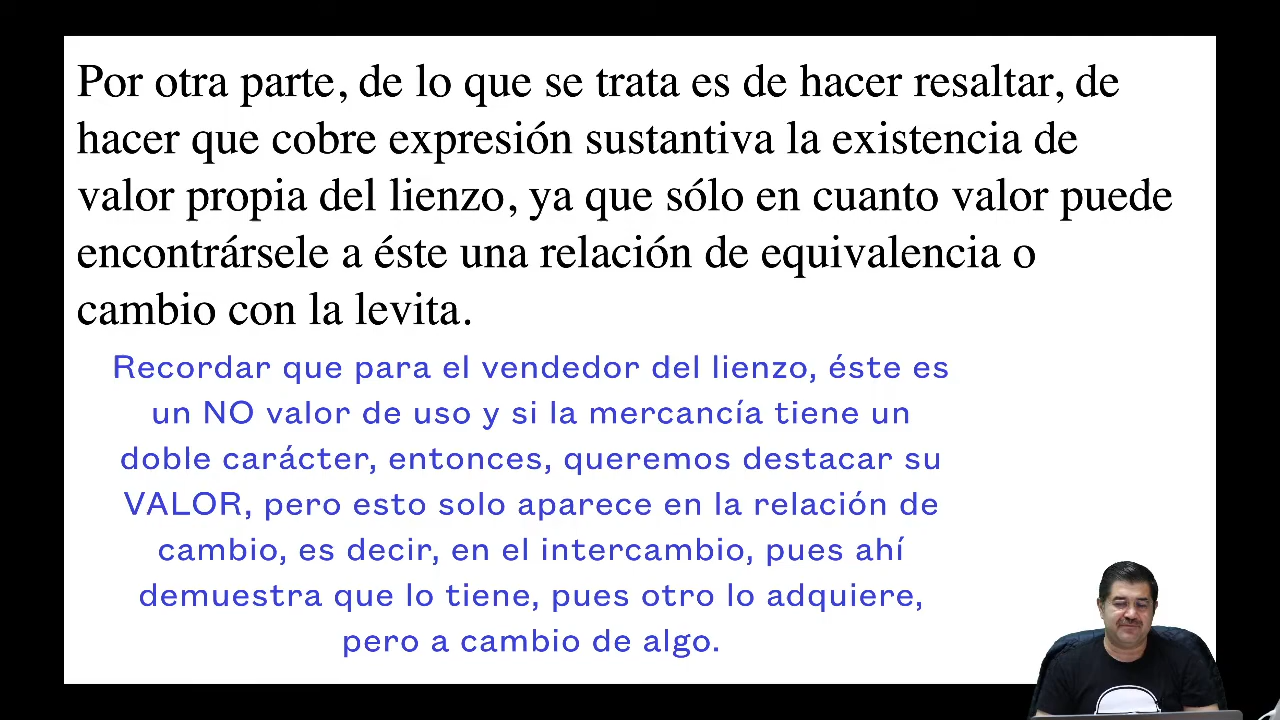 Por otra parte, de lo que se trata es de hacer resaltar, de
hacer que cobre expresión sustantiva la existencia de
valor propia del lienzo, ya que sólo en cuanto valor puede
encontrársele a éste una relación de equivalencia o
cambio con la levita.
Recordar que para el vendedor del lienzo, éste es
un NO valor de uso y si la mercancía tiene un
doble carácter, entonces, queremos destacar su
VALOR, pero esto solo aparece en la relación de
cambio, es decir, en el intercambio, pues ahí
demuestra que lo tiene, pues otro lo adquiere,
pero a cambio de algo.